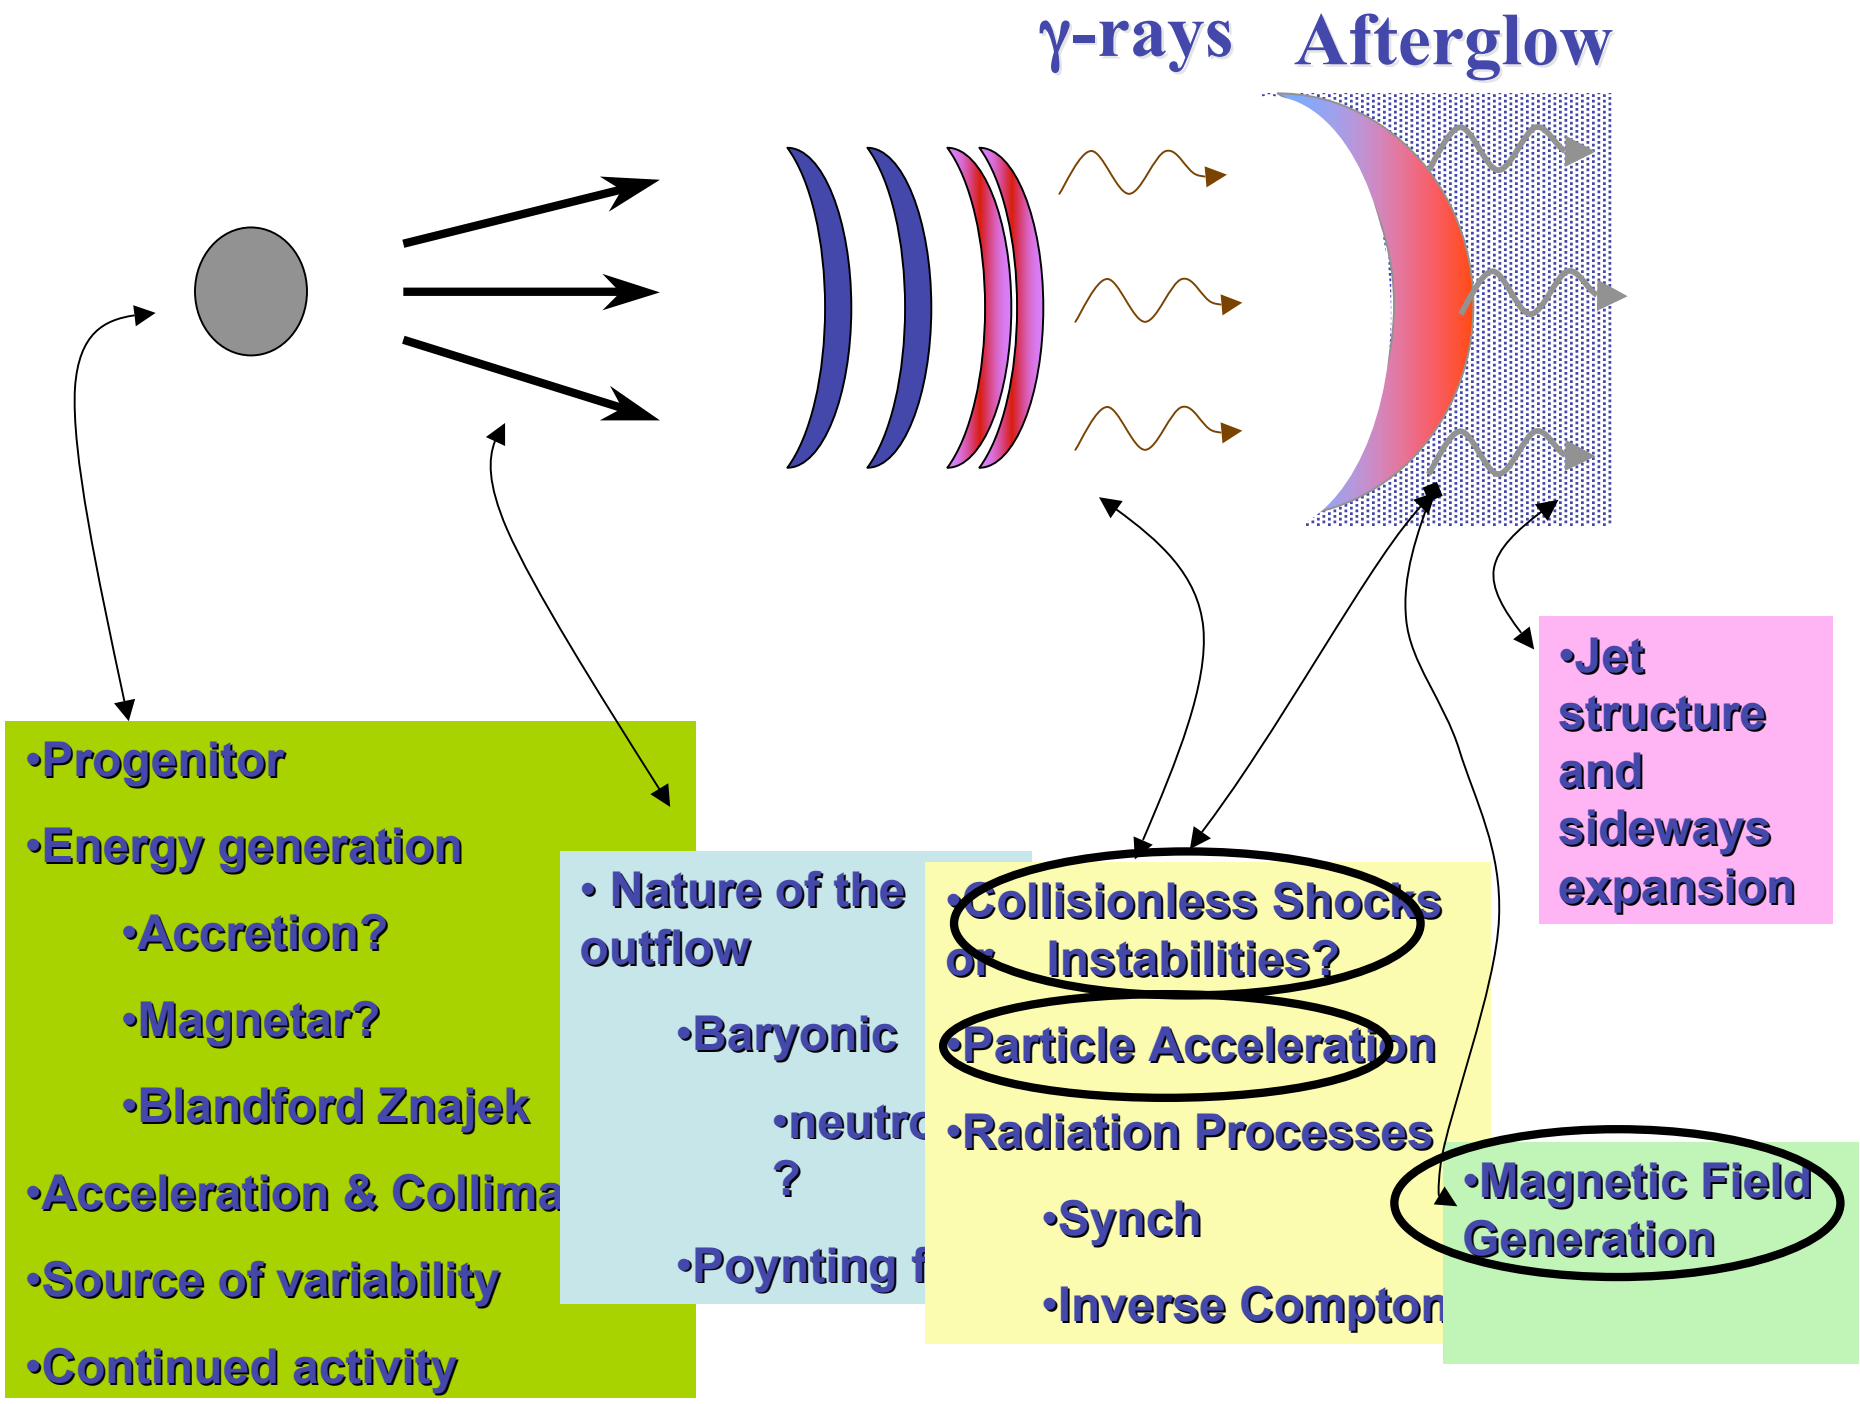 γ-rays
Afterglow
•Progenitor
•Energy generation
•Accretion?
•Magnetar?
•Blandford Znajek
•Acceleration & Collima
•Source of variability
•Continued activity
• Nature of the
outflow
•Baryonic
•neutro
?
•Poynting f
•Collisionless Shocks
or Instabilities?
•Particle Acceleration
•Radiation Processes
•Synch
•Inverse Compton
•Magnetic Field
Generation
•Jet
structure
and
sideways
expansion